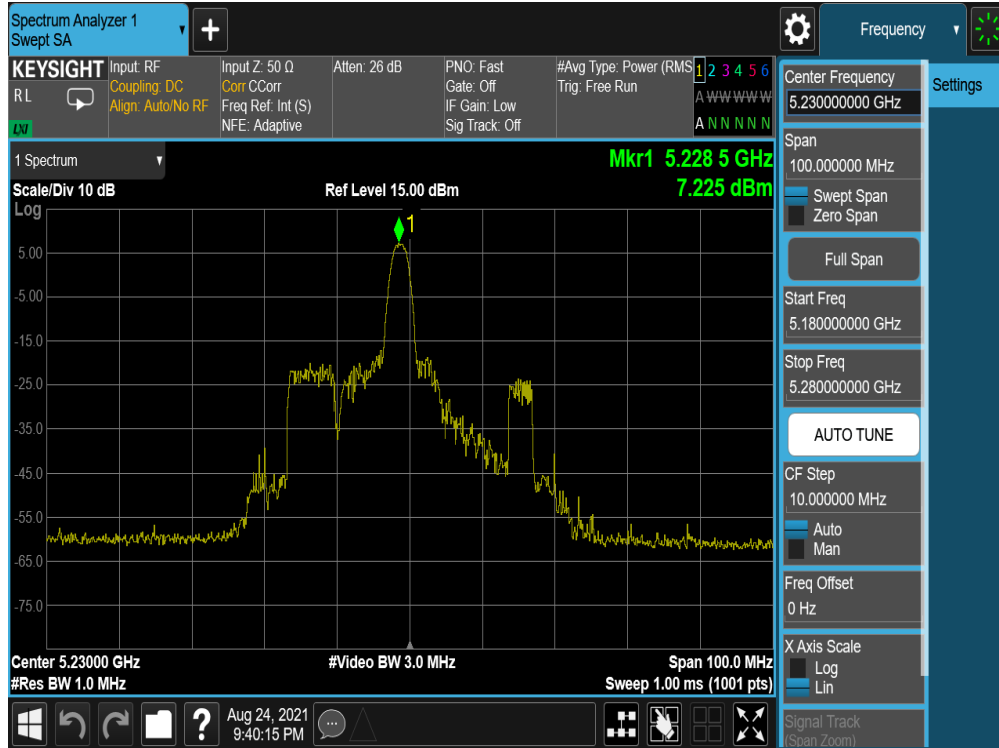 Spectrum Analyzer 1
Swept SA
+
Frequency
KEYSIGHT
R L
LXI
Input: RF
Coupling: DC
Align: Auto/No RF
Input Z: 50 Ω
Corr CCorr
Freq Ref: Int (S)
NFE: Adaptive
Atten: 26 dB
PNO: Fast
Gate: Off
IF Gain: Low
Sig Track: Off
#Avg Type: Power (RMS
Trig: Free Run
1 2 3 4 5 6
A W W W W W
A N N N N N
1 Spectrum
Mkr1 5.228 5 GHz
7.225 dBm
Scale/Div 10 dB
Ref Level 15.00 dBm
Log
1
5.00
-5.00
-15.0
-25.0
-35.0
-45.0
-55.0
-65.0
-75.0
Center 5.23000 GHz
#Video BW 3.0 MHz
Span 100.0 MHz
#Res BW 1.0 MHz
Sweep 1.00 ms (1001 pts)
Center Frequency
5.230000000 GHz
Settings
Span
100.000000 MHz
Swept Span
Zero Span
Full Span
Start Freq
5.180000000 GHz
Stop Freq
5.280000000 GHz
AUTO TUNE
CF Step
10.000000 MHz
Auto
Man
Freq Offset
0 Hz
X Axis Scale
Log
Lin
Signal Track
(Span Zoom)
?
Aug 24, 2021
9:40:15 PM